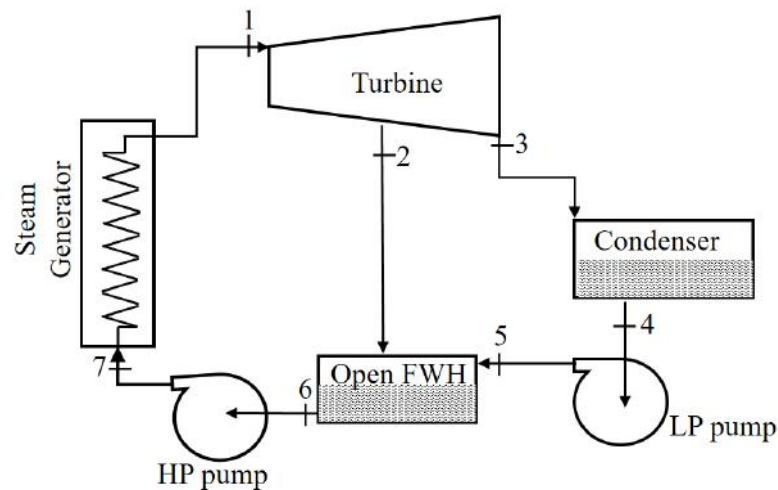 1
Turbine
2
3
Steam
Generator
Condenser
4
5
Open FWH
6
7
HP pump
LP pump